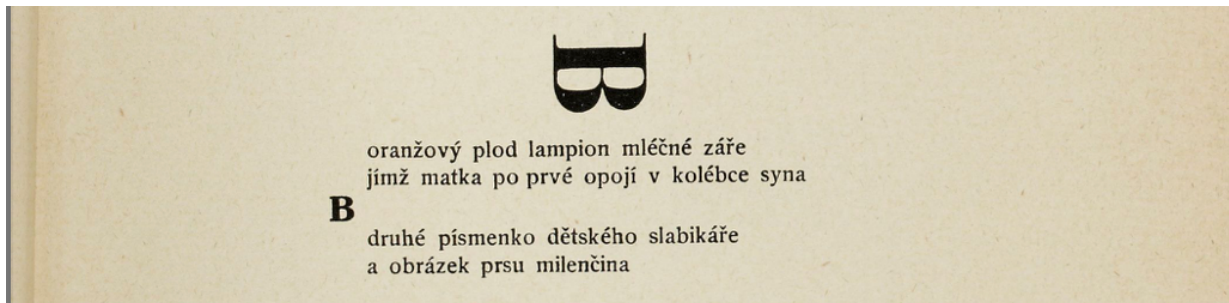 B
oranžový plod lampion mléčné záře
jímž matka po prvé opojí v kolébce syna
B
druhé písmenko dětského slabikáře
a obrázek prsu milenčina